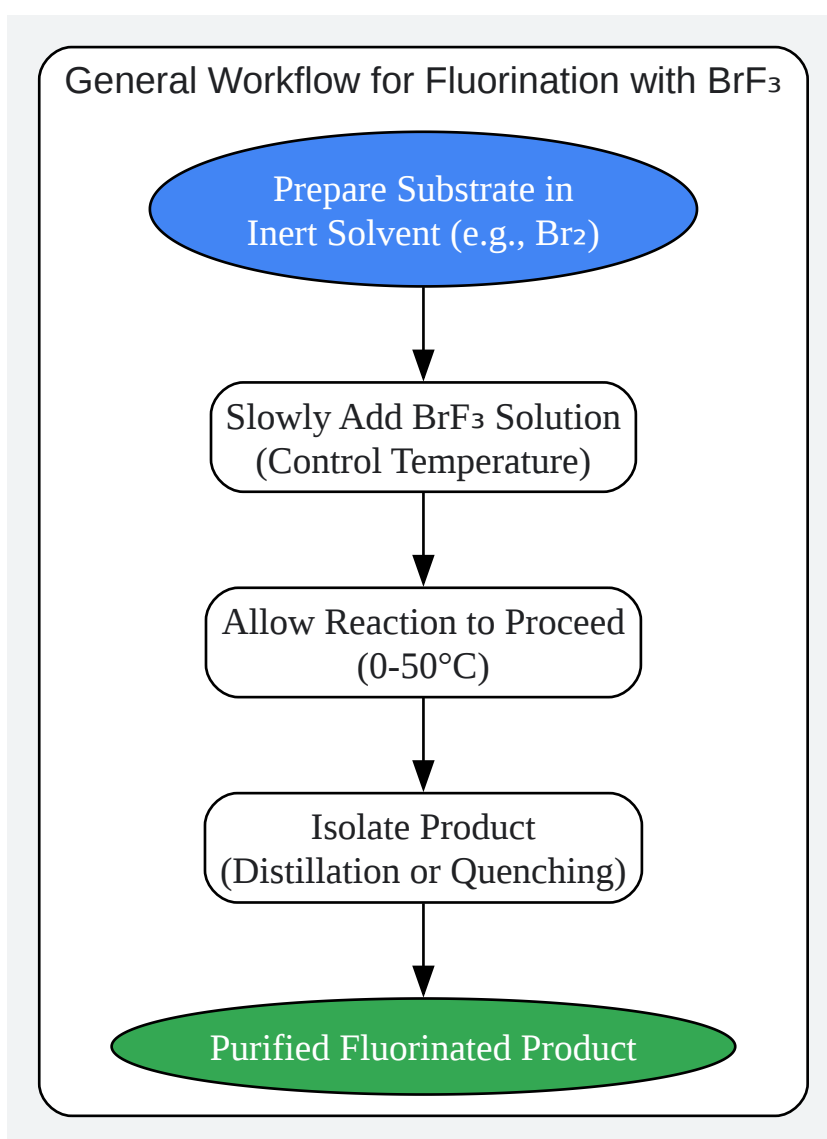 General Workflow for Fluorination with BrF₃
Prepare Substrate in
Inert Solvent (e.g., Br₂)
Slowly Add BrF₃ Solution
(Control Temperature)
Allow Reaction to Proceed
(0-50°C)
Isolate Product
(Distillation or Quenching)
Purified Fluorinated Product